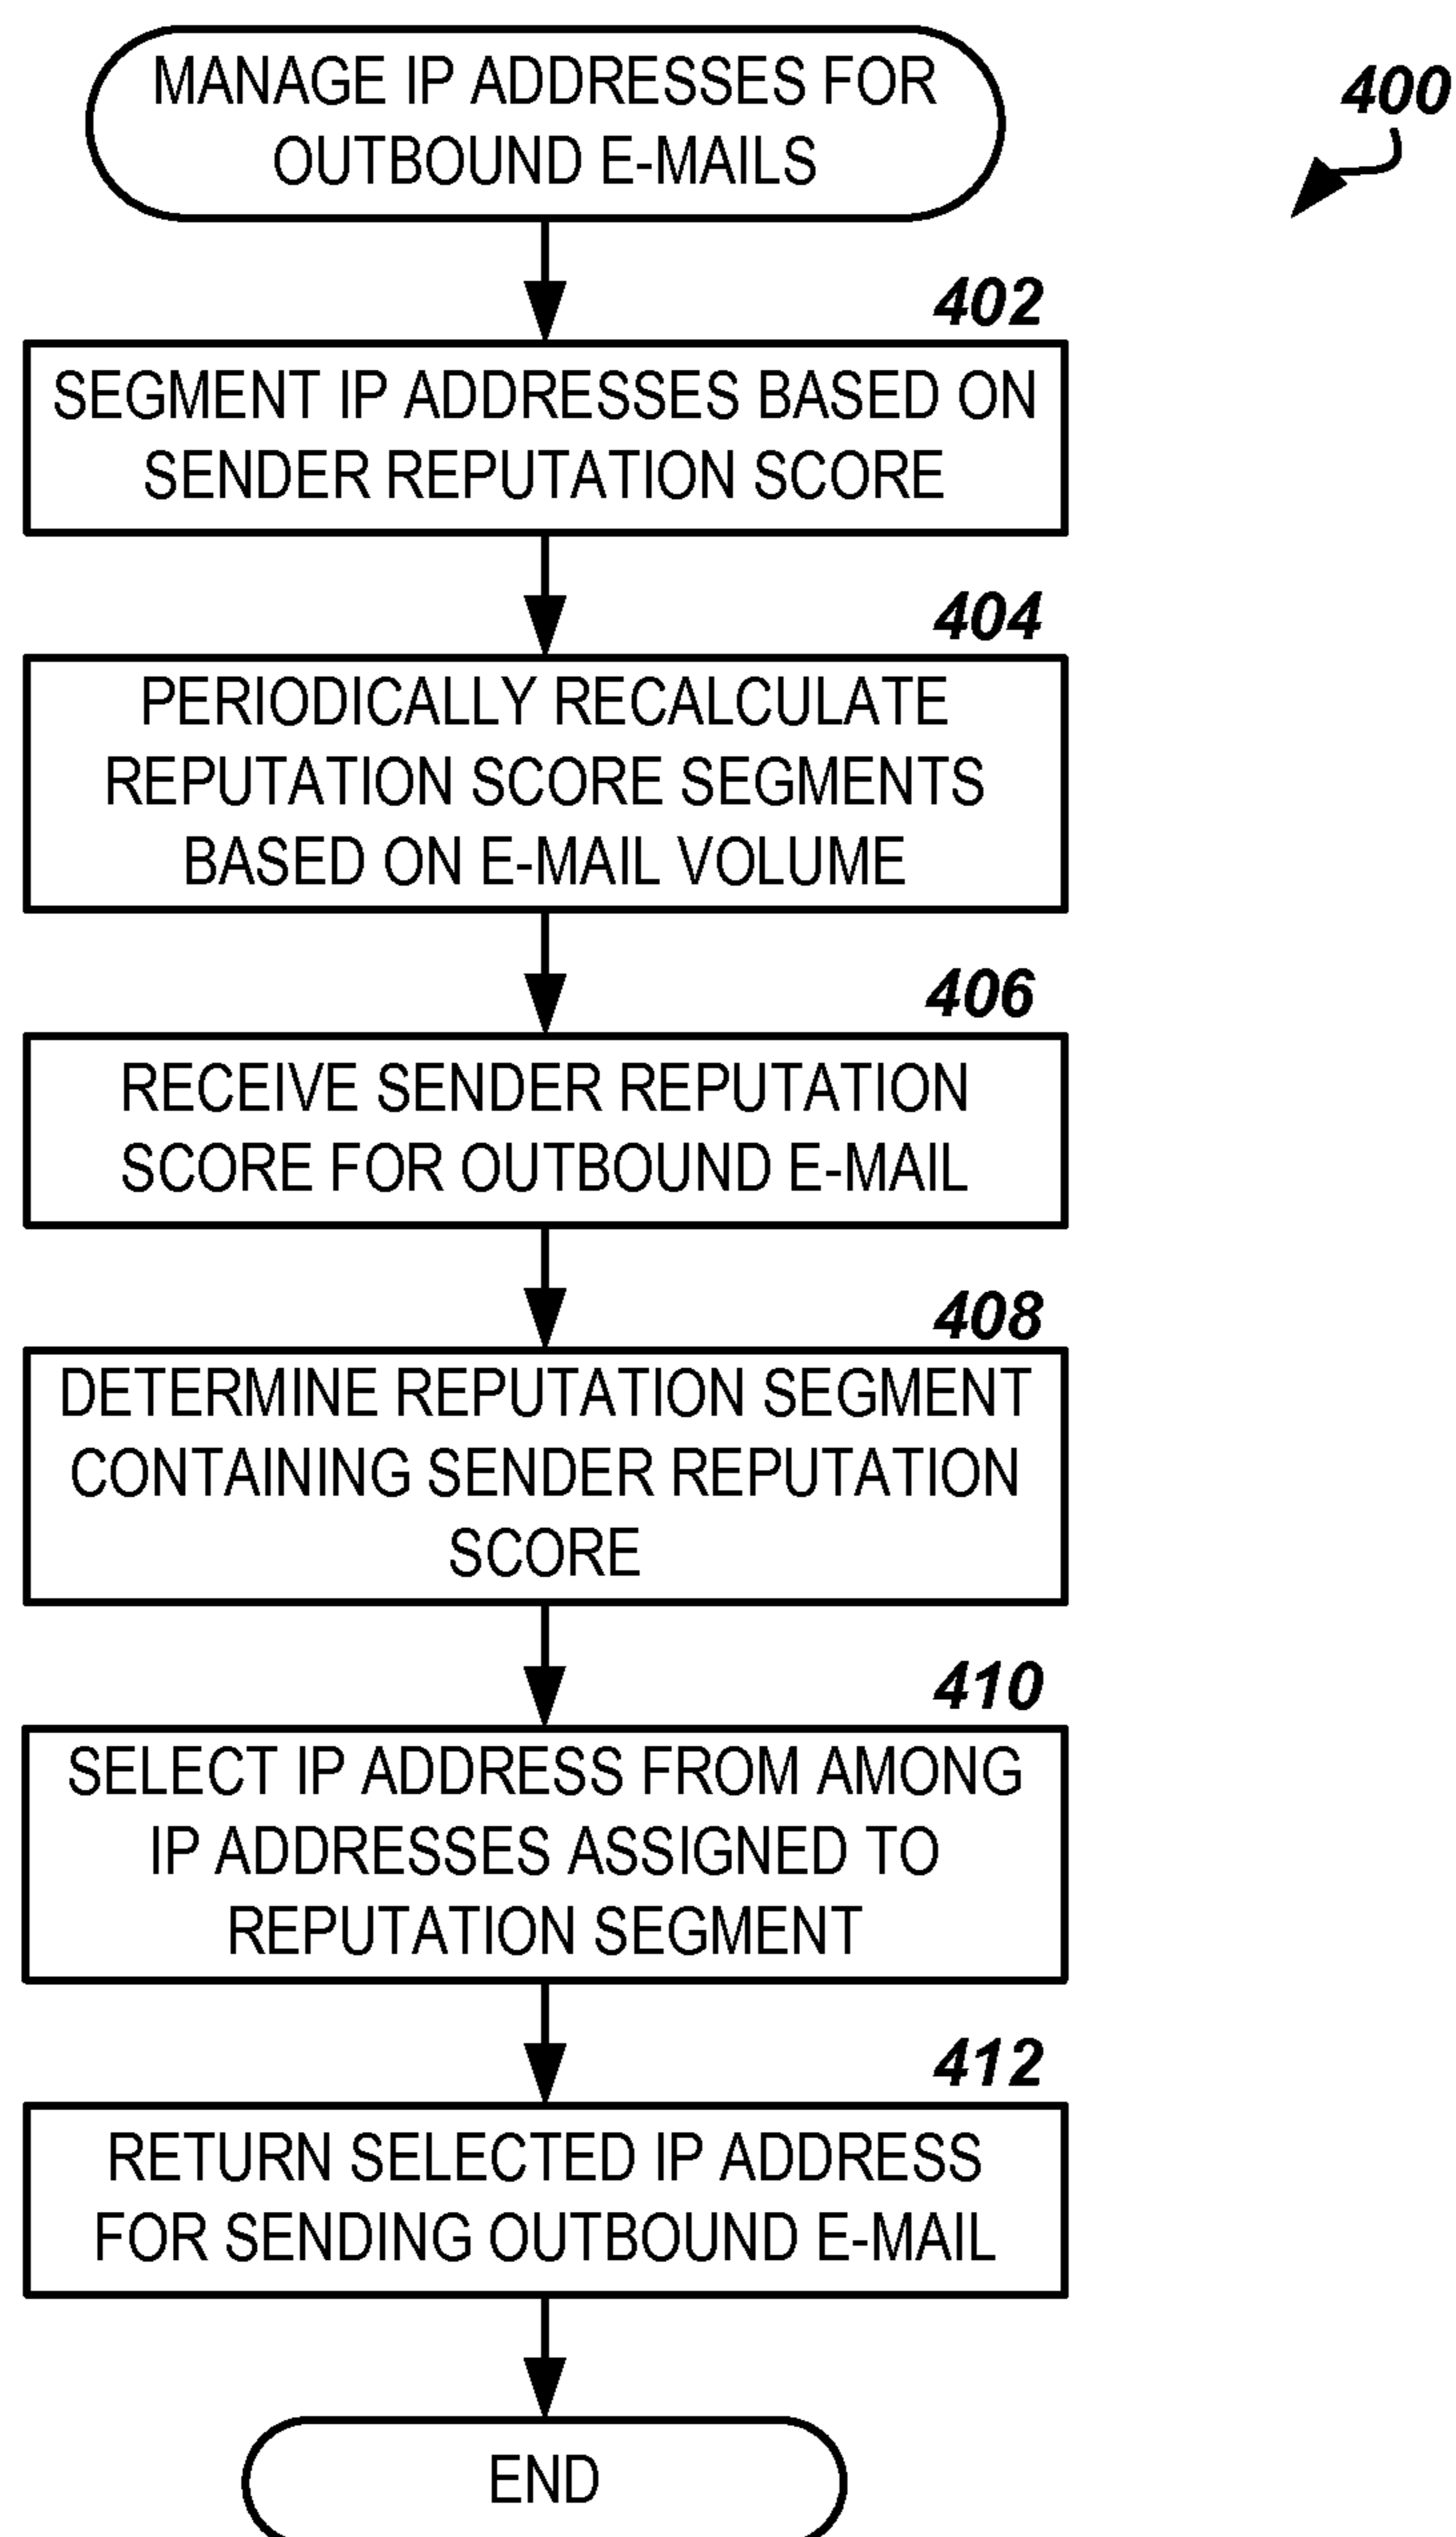 MANAGE IP ADDRESSES FOR
OUTBOUND E-MAILS
400
402
SEGMENT IP ADDRESSES BASED ON
SENDER REPUTATION SCORE
404
PERIODICALLY RECALCULATE
REPUTATION SCORE SEGMENTS
BASED ON E-MAIL VOLUME
406
RECEIVE SENDER REPUTATION
SCORE FOR OUTBOUND E-MAIL
408
DETERMINE REPUTATION SEGMENT
CONTAINING SENDER REPUTATION
SCORE
410
SELECT IP ADDRESS FROM AMONG
IP ADDRESSES ASSIGNED TO
REPUTATION SEGMENT
412
RETURN SELECTED IP ADDRESS
FOR SENDING OUTBOUND E-MAIL
END